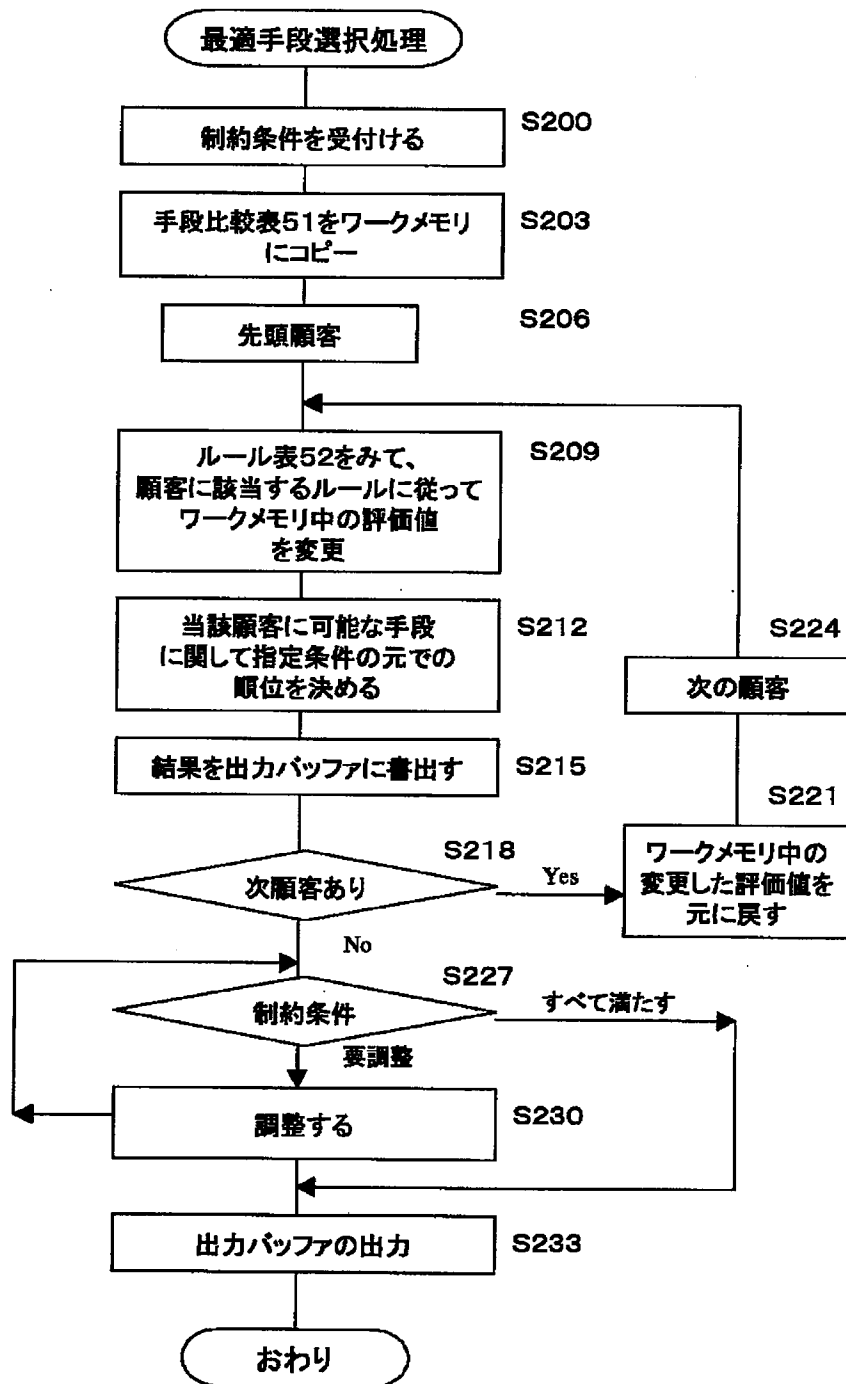 最適手段選択処理
S200
制約条件を受付ける
手段比較表51をワークメモリ
にコピー
S203
先頭顧客
S206
ルール表52をみて、
顧客に該当するルールに従って
ワークメモリ中の評価値
を変更
S209
当該顧客に可能な手段
に関して指定条件の元での
順位を決める
S212
結果を出力バッファに書出す
S215
次顧客あり
S218
Yes
No
ワークメモリ中の
変更した評価値を
元に戻す
S221
次の顧客
S224
制約条件
S227
すべて満たす
要調整
調整する
S230
出力バッファの出力
S233
おわり